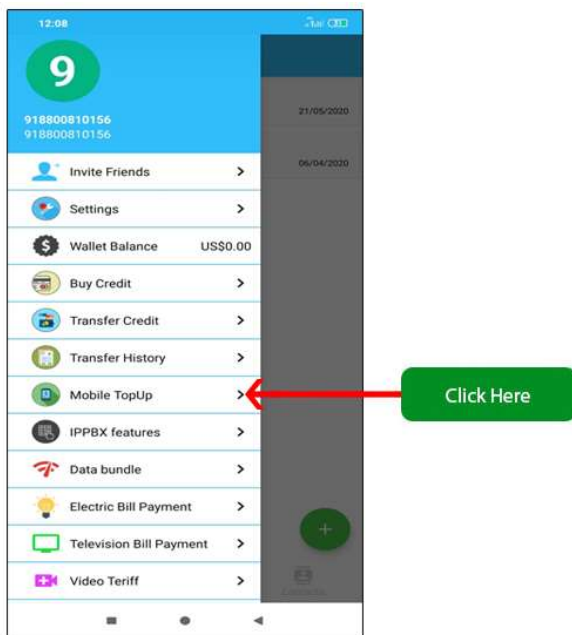 12:08
9
918800810156
918800810156
21/05/2020
06/04/2020
Invite Friends
Settings
Wallet Balance US$0.00
Buy Credit
Transfer Credit
Transfer History
Mobile TopUp
Click Here
IPPBX features
Data bundle
Electric Bill Payment
Television Bill Payment
Video Teriff